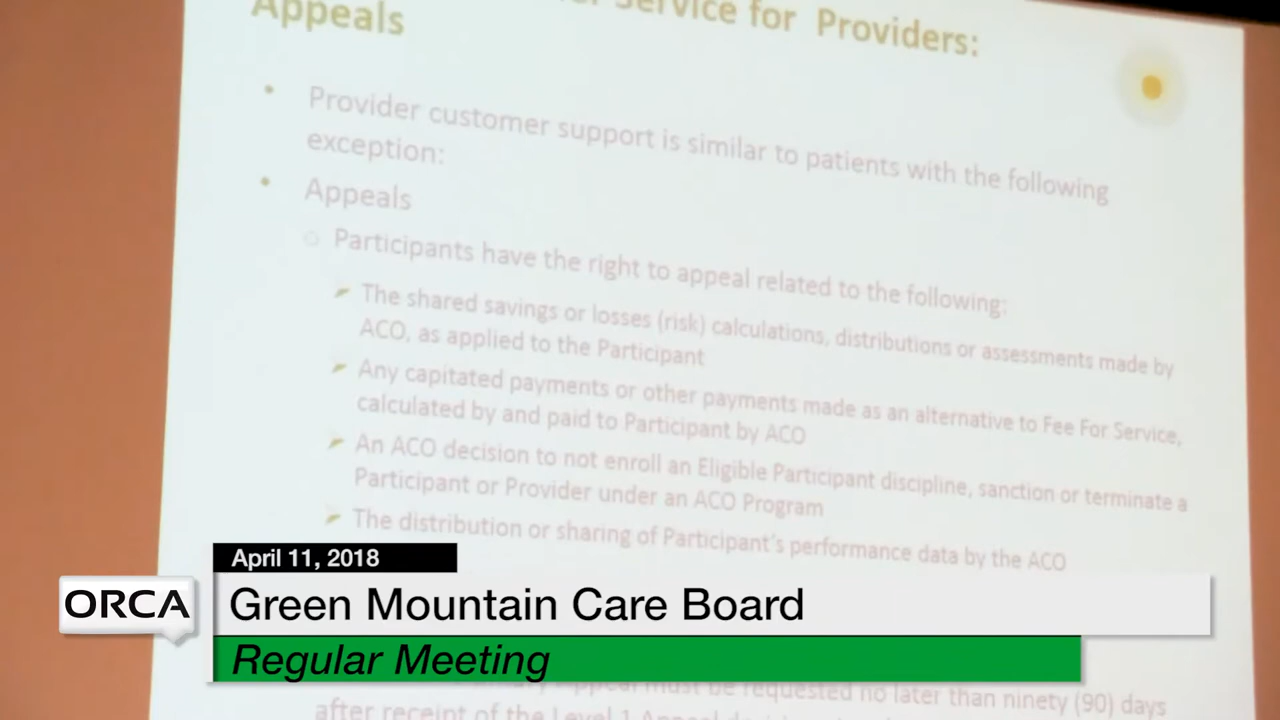 Service for Providers:
Appeals
Provider customer support is similar to patients with the following
exception:
Appeals
Participants have the right to appeal related to the following:
The shared savings or losses (risk) calculations, distributions or assessments made by
ACO, as applied to the Participant
Any capitated payments or other payments made as an alternative to Fee For Service,
calculated by and paid to Participant by ACO
An ACO decision to not enroll an Eligible Participant discipline, sanction or terminate a
Participant or Provider under an ACO Program
The distribution or sharing of Participant's performance data by the ACO
April 11, 2018
ORCA
Green Mountain Care Board
Regular Meeting
Appeal must be requested no later than ninety (90) days
after receipt of the Level 1 Appeal